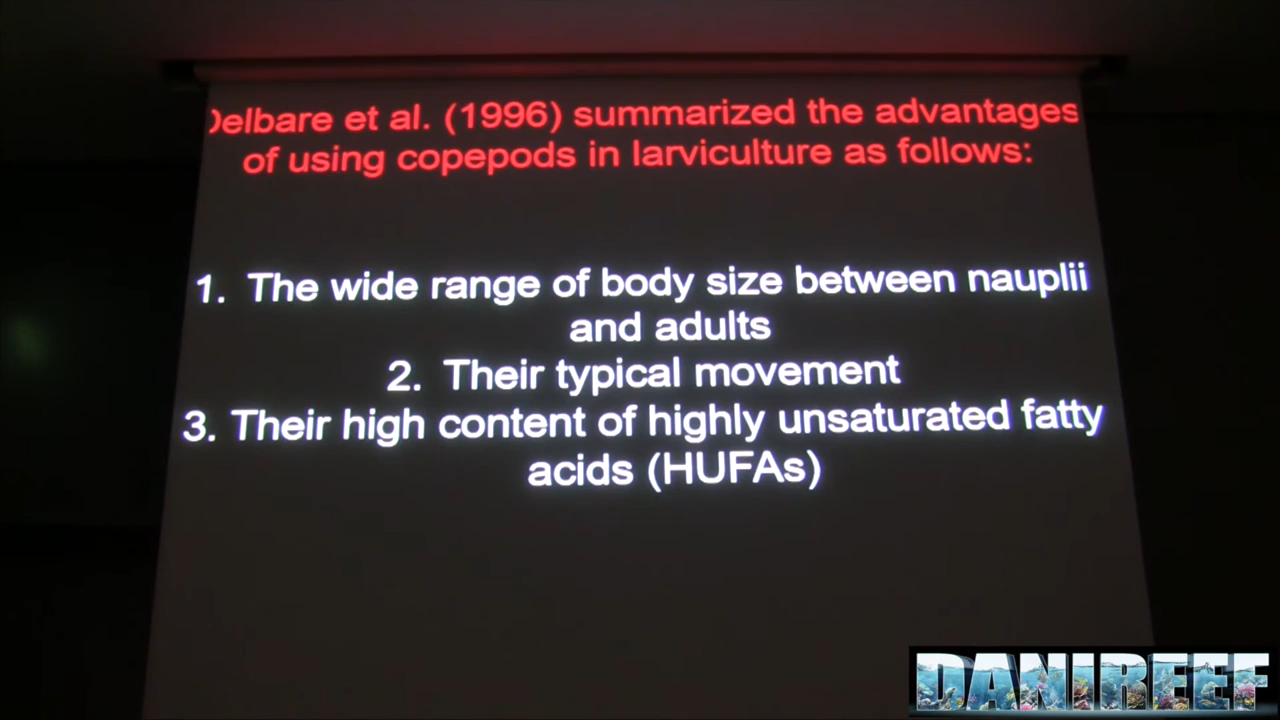 Delbare et al. (1996) summarized the advantages
of using copepods in larviculture as follows:
1. The wide range of body size between nauplii
and adults
2. Their typical movement
3. Their high content of highly unsaturated fatty
acids (HUFAs)
DANIREEF